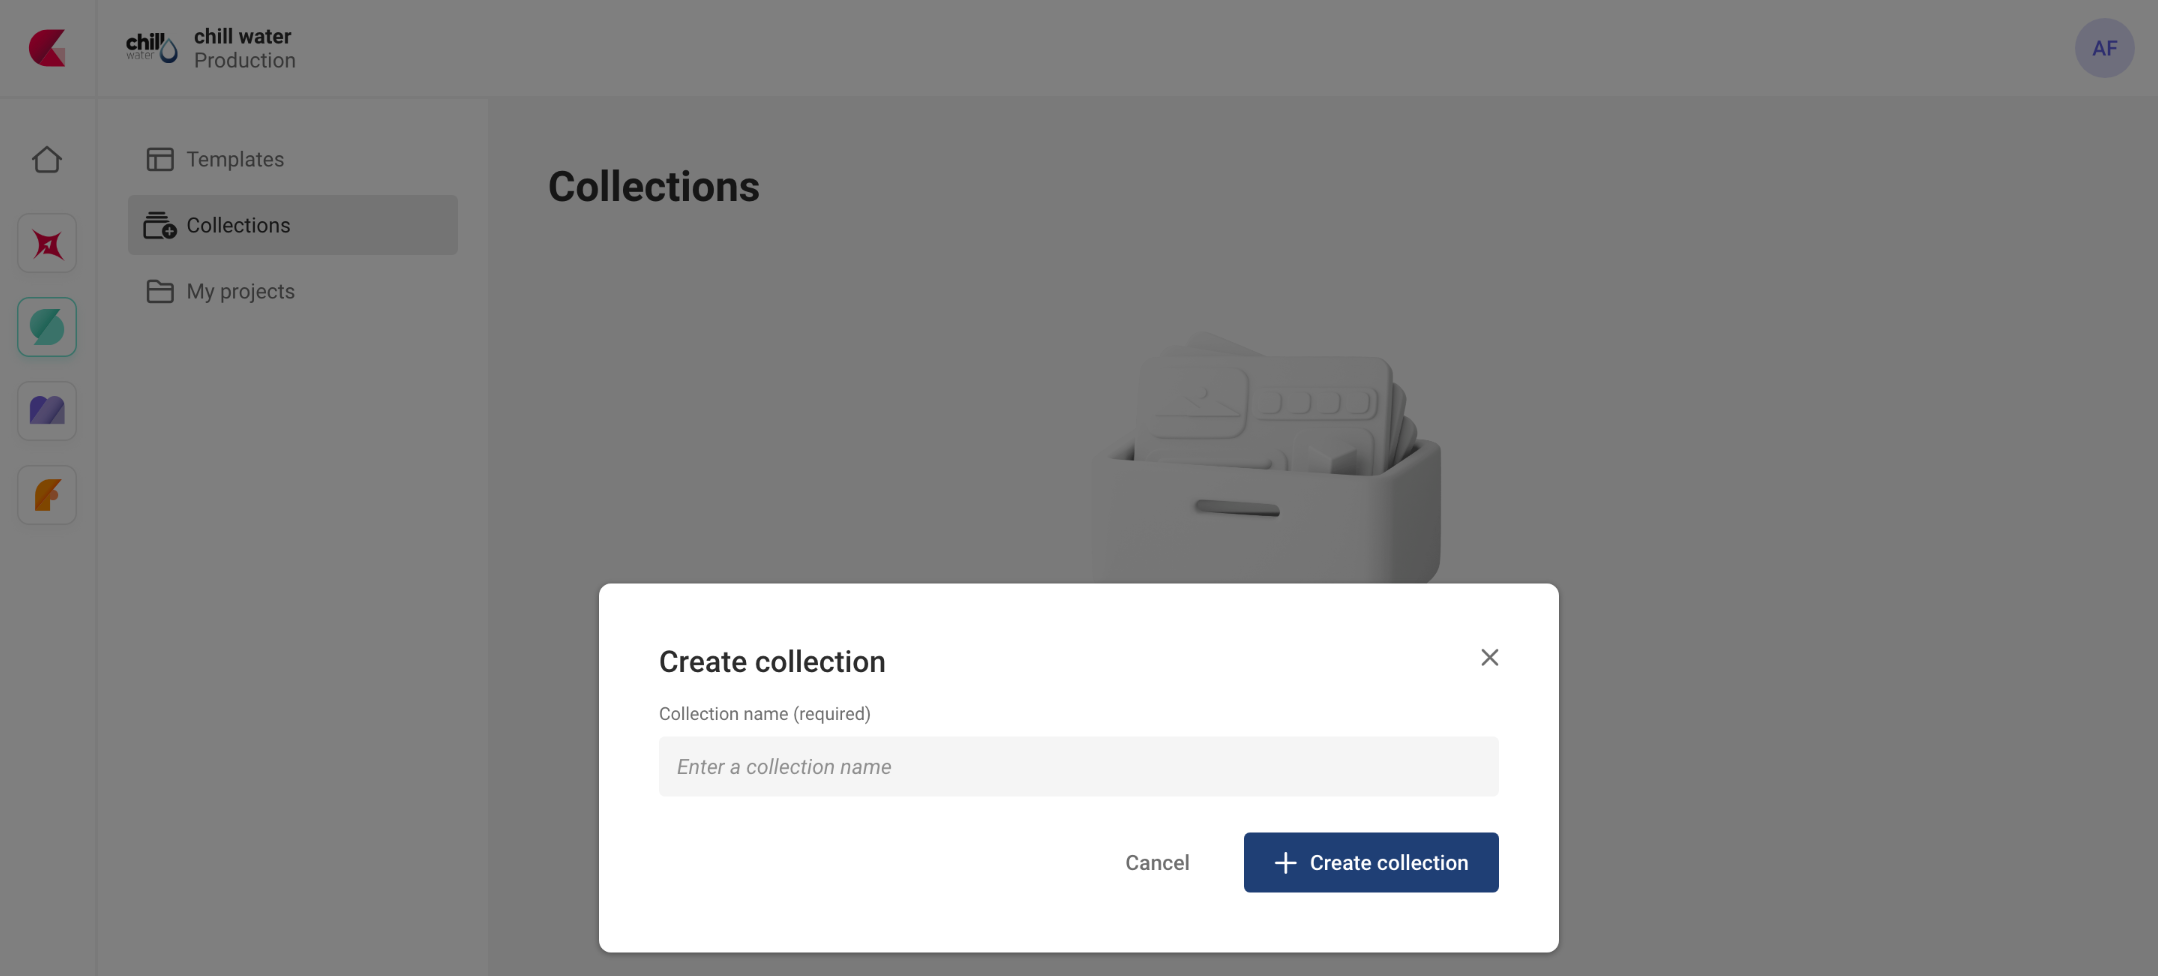 chill
water
chill water
Production
AF
Templates
Collections
My projects
Collections
Create collection
Collection name (required)
Enter a collection name
Cancel
Create collection